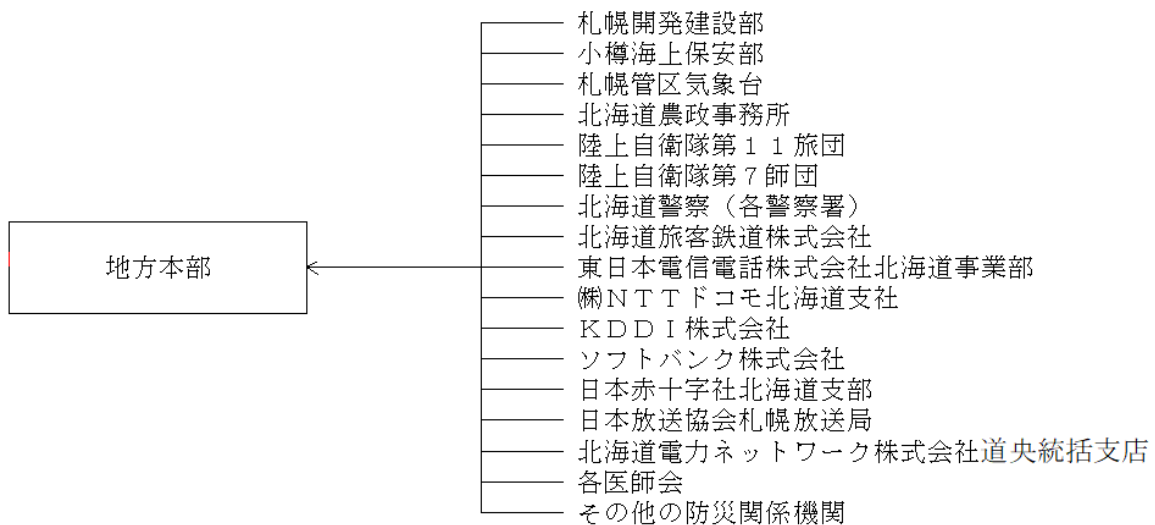 札幌開発建設部
小樽海上保安部
札幌管区気象台
北海道農政事務所
陸上自衛隊第１１旅団
陸上自衛隊第７師団
北海道警察（各警察署）
北海道旅客鉄道株式会社
地方本部
東日本電信電話株式会社北海道事業部
㈱ＮＴＴドコモ北海道支社
ＫＤＤＩ株式会社
ソフトバンク株式会社
日本赤十字社北海道支部
日本放送協会札幌放送局
北海道電力ネットワーク株式会社道央統括支店
各医師会
その他の防災関係機関